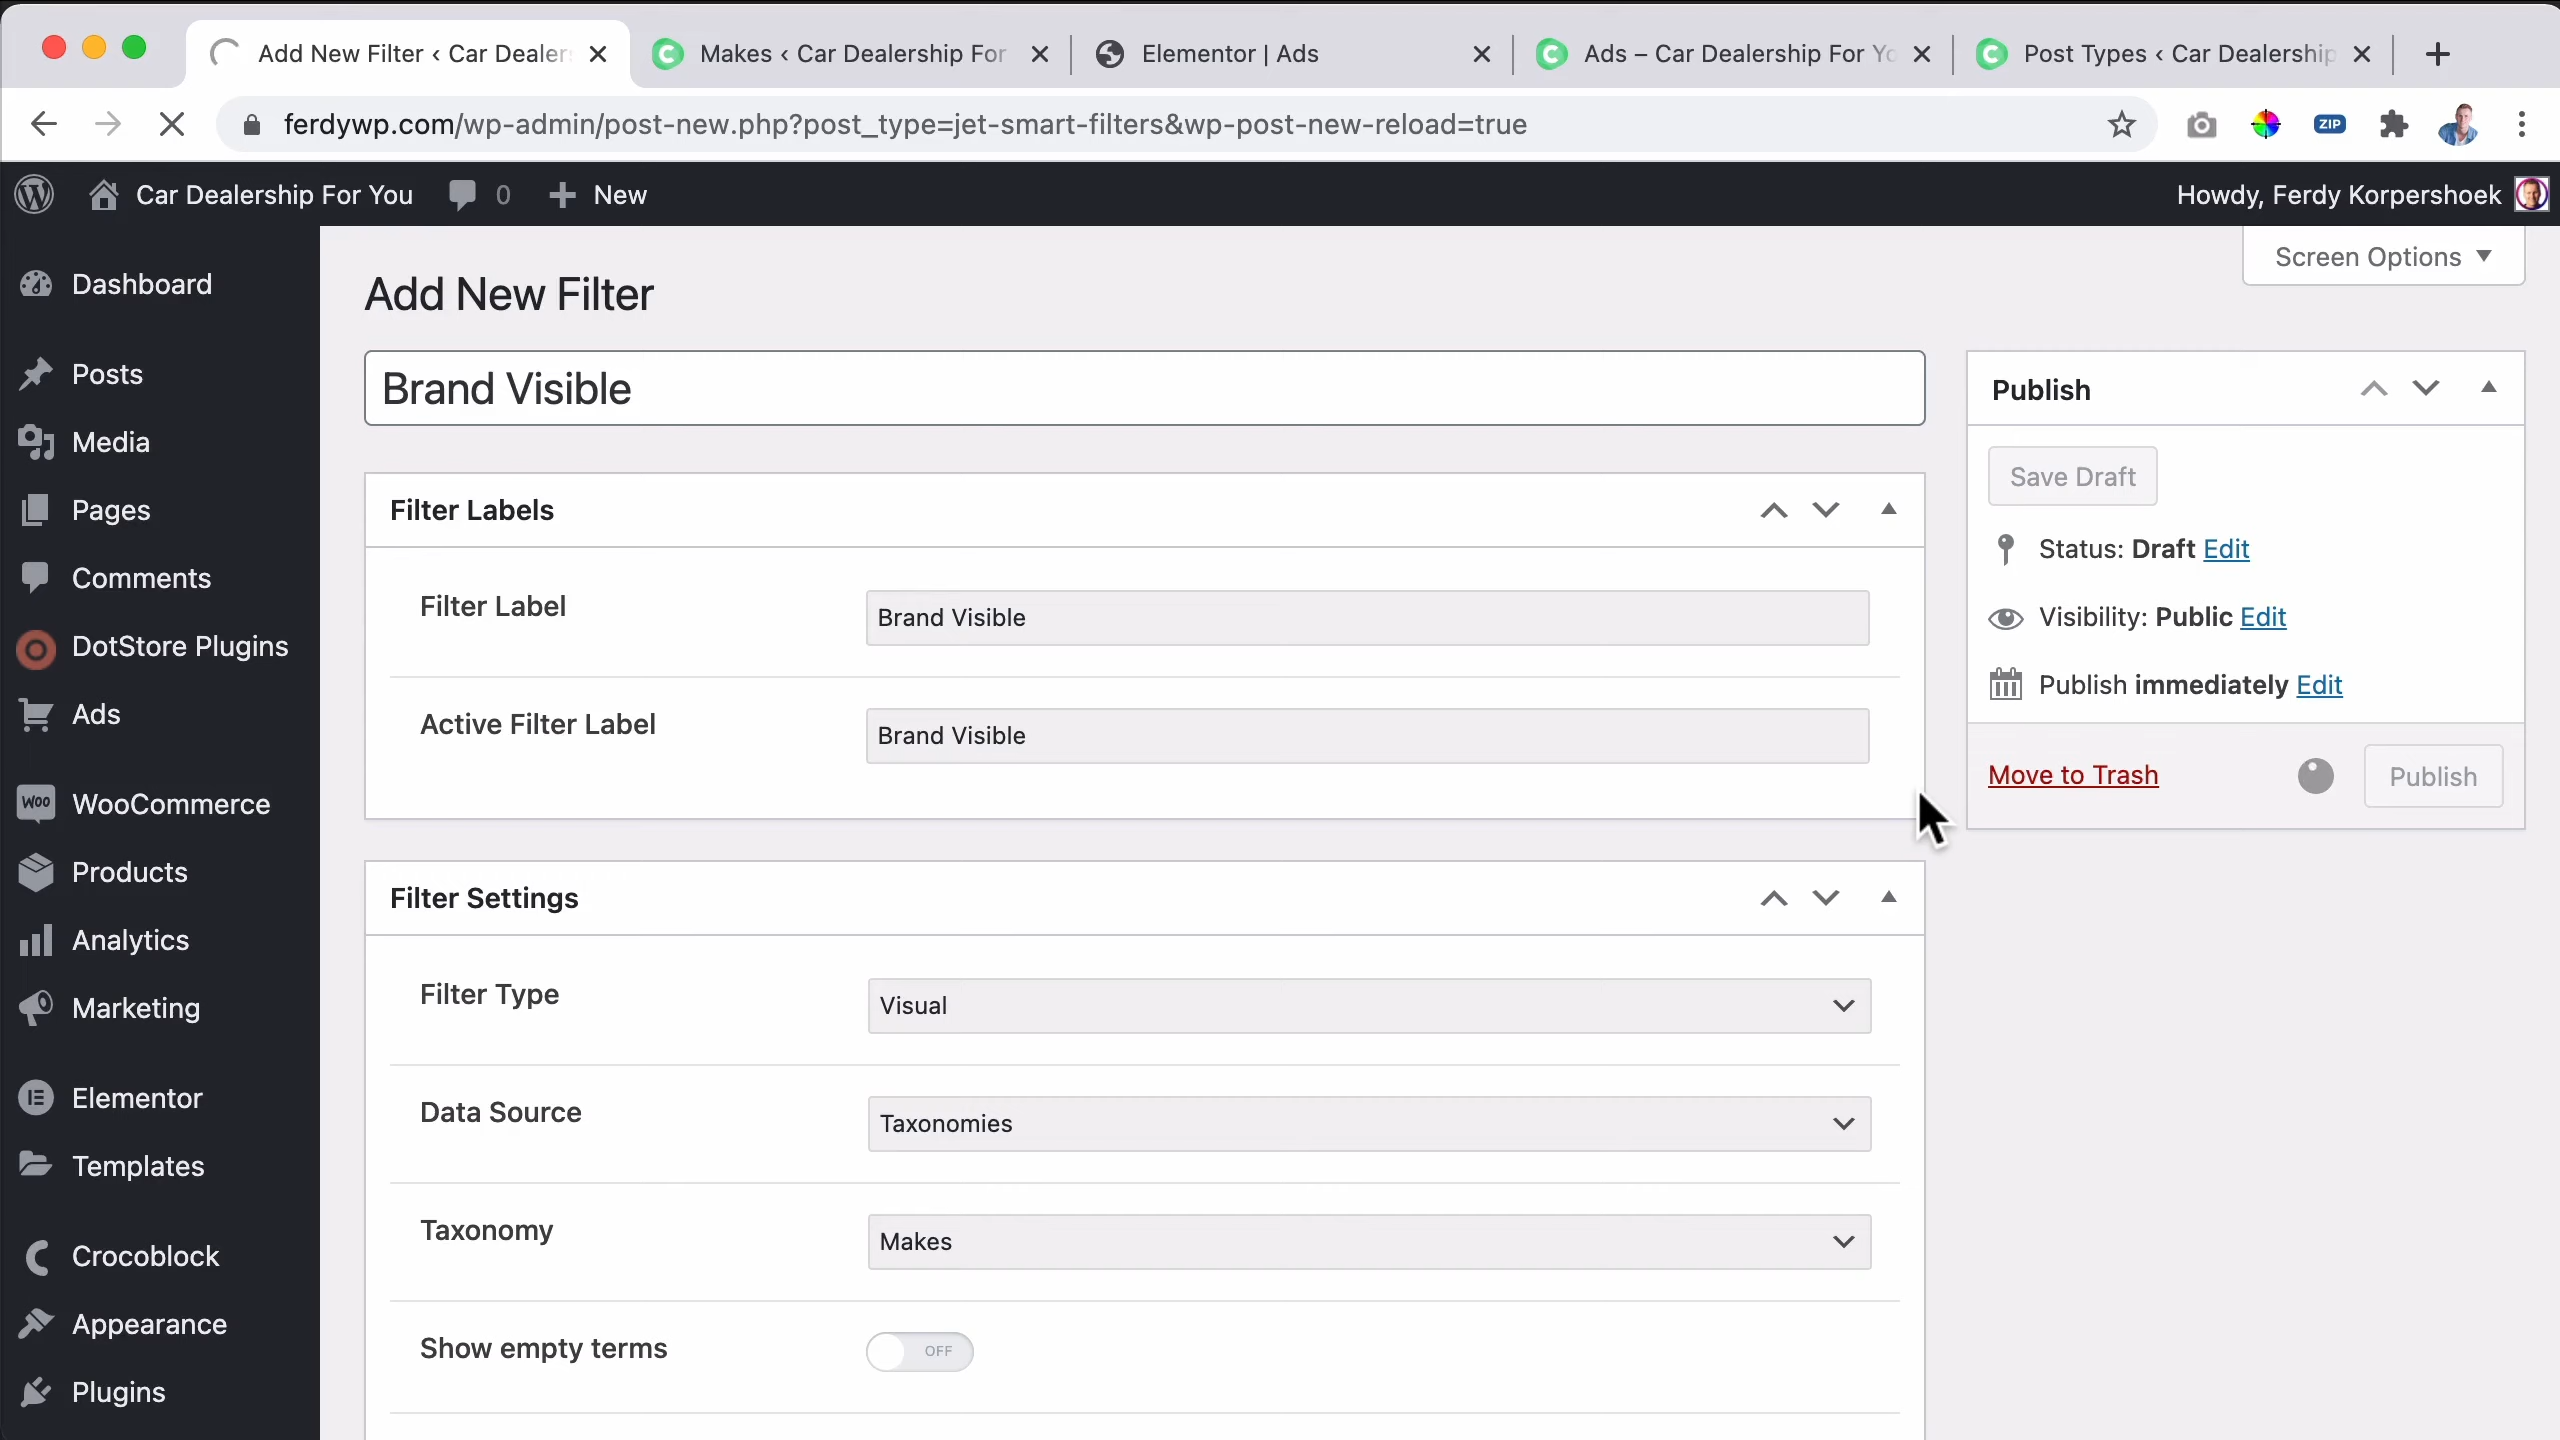 Add New Filter ‹ Car Dealer
Makes ‹ Car Dealership For
Elementor | Ads
Ads – Car Dealership For Yo
Post Types ‹ Car Dealership
ferdywp.com/wp-admin/post-new.php?post_type=jet-smart-filters&wp-post-new-reload=true
ZIP
Car Dealership For You
0
New
Howdy, Ferdy Korpershoek
Screen Options
Dashboard
Posts
Media
Pages
Comments
DotStore Plugins
Ads
Woo
WooCommerce
Products
Analytics
Marketing
Elementor
Templates
Crocoblock
Appearance
Plugins
Add New Filter
Brand Visible
Filter Labels
Filter Label
Brand Visible
Active Filter Label
Brand Visible
Filter Settings
Filter Type
Visual
Data Source
Taxonomies
Taxonomy
Makes
Show empty terms
OFF
Publish
Save Draft
Status: Draft Edit
Visibility: Public Edit
Publish immediately Edit
Move to Trash
Publish